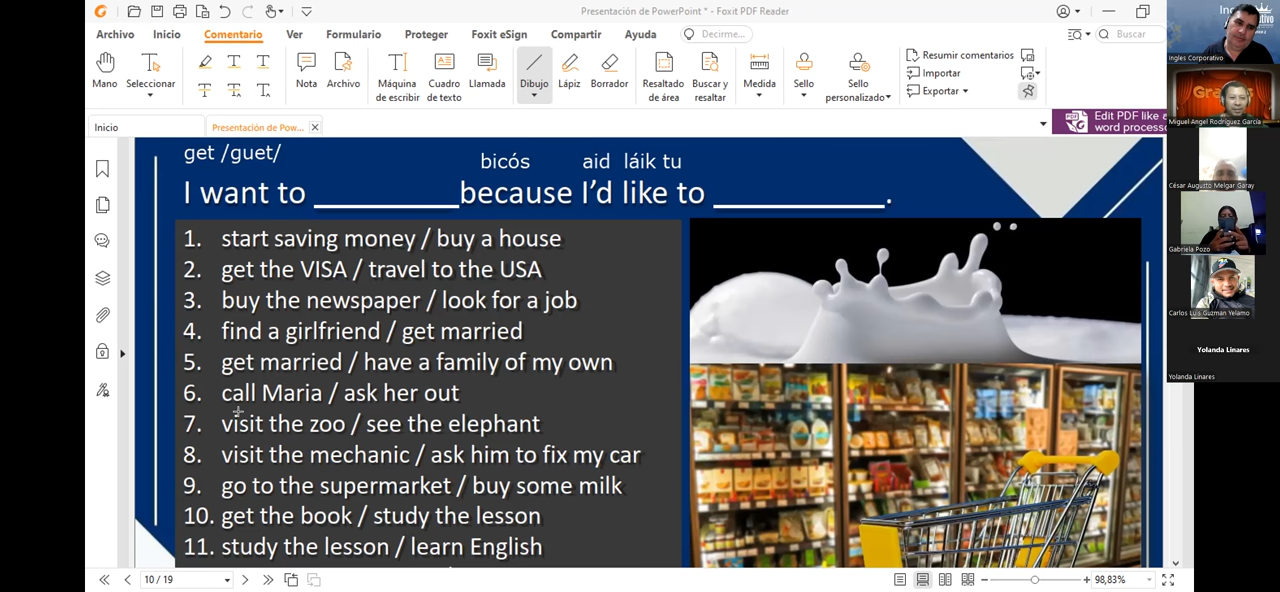 Presentación de PowerPoint * - Foxit PDF Reader
Archivo Inicio Comentario Ver Formulario Proteger Foxit eSign Compartir Ayuda Decirme... Buscar
Mano Seleccionar Nota Archivo Máquina de escribir Cuadro de texto Llamada Dibujo Lápiz Borrador Resaltado de área Buscar y resaltar Medida Sello Sello personalizado
Resumir comentarios
Importar
Exportar
Inicio Presentación de Pow...
Edit PDF like a
word processo
get /guet/
bicós aid láik tu
I want to _________because I'd like to ___________.
1. start saving money / buy a house
2. get the VISA / travel to the USA
3. buy the newspaper / look for a job
4. find a girlfriend / get married
5. get married / have a family of my own
6. call Maria / ask her out
7. visit the zoo / see the elephant
8. visit the mechanic / ask him to fix my car
9. go to the supermarket / buy some milk
10. get the book / study the lesson
11. study the lesson / learn English
10 / 19
98,83%
Ingles Corporativo
Miguel Angel Rodriguez Garcia
César Augusto Melgar Garay
Gabriela Pozo
Carlos Luis Guzman Yelamo
Yolanda Linares
Yolanda Linares